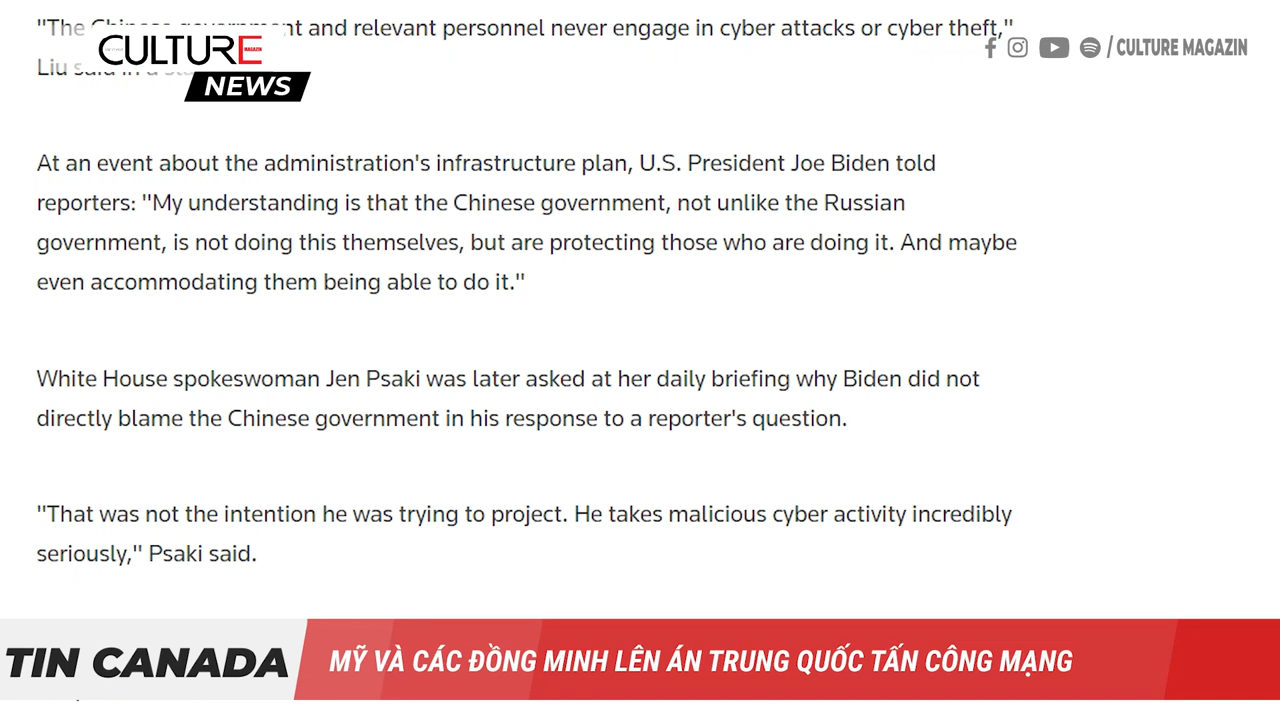 "The Chinese government and relevant personnel never engage in cyber attacks or cyber theft,"
Liu said in a
CULTURE
MAGAZIN
NEWS
/ CULTURE MAGAZIN
At an event about the administration's infrastructure plan, U.S. President Joe Biden told
reporters: "My understanding is that the Chinese government, not unlike the Russian
government, is not doing this themselves, but are protecting those who are doing it. And maybe
even accommodating them being able to do it."
White House spokeswoman Jen Psaki was later asked at her daily briefing why Biden did not
directly blame the Chinese government in his response to a reporter's question.
"That was not the intention he was trying to project. He takes malicious cyber activity incredibly
seriously," Psaki said.
TIN CANADA
MỸ VÀ CÁC ĐỒNG MINH LÊN ÁN TRUNG QUỐC TẤN CÔNG MẠNG